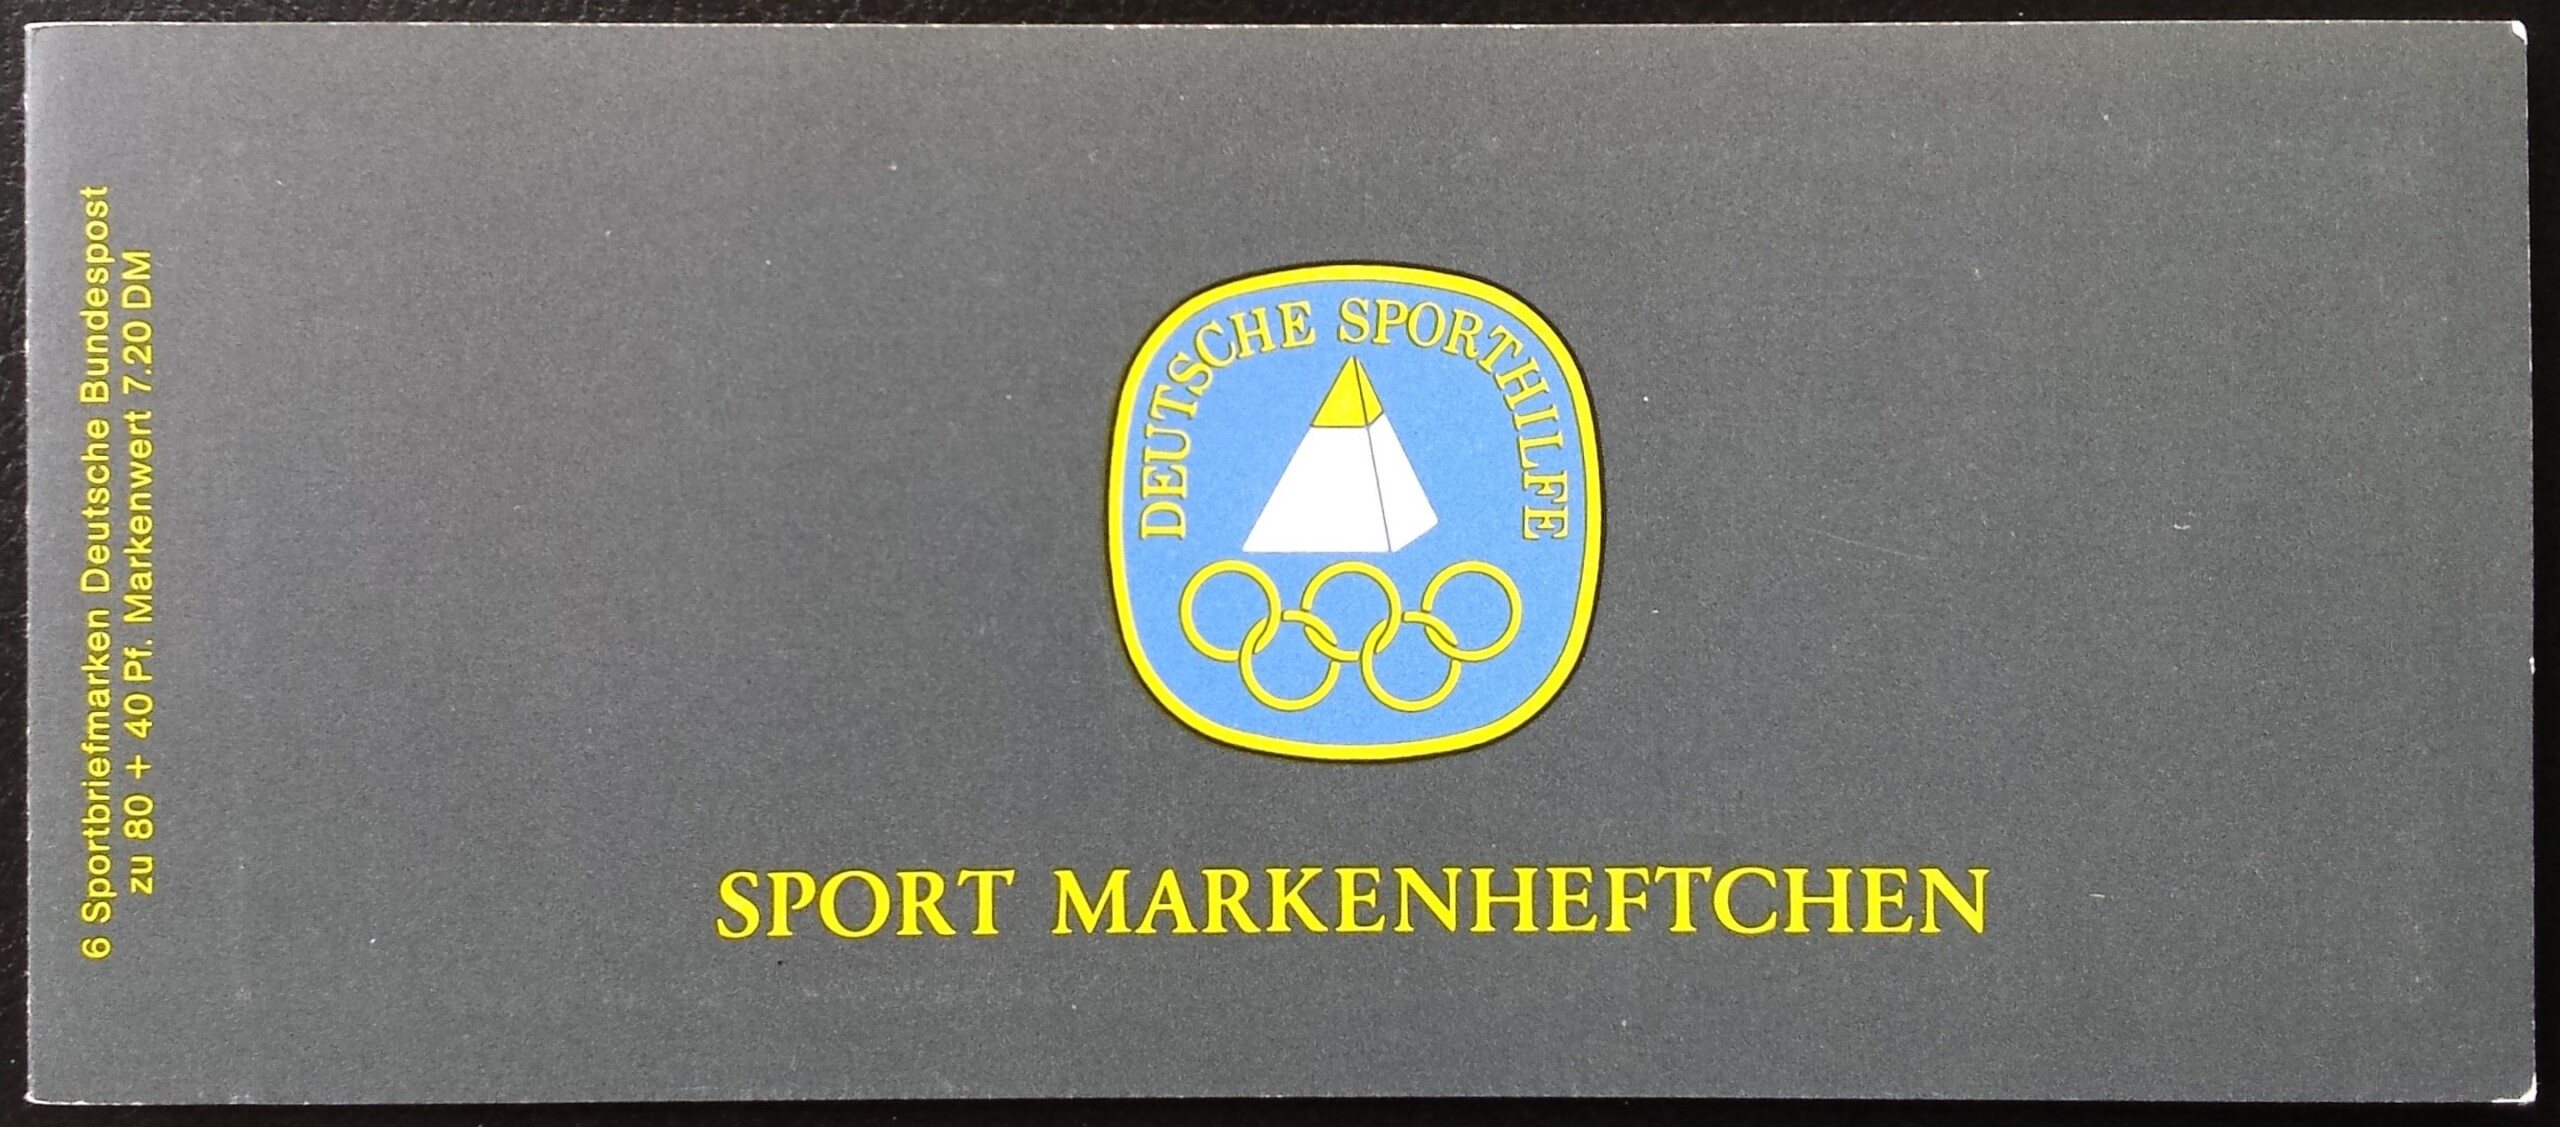 6 Sportbriefmarken Deutsche Bundespost
zu 80 + 40 Pf. Markenwert 7.20 DM
DEUTSCHE SPORTHILFE
SPORT MARKENHEFTCHEN